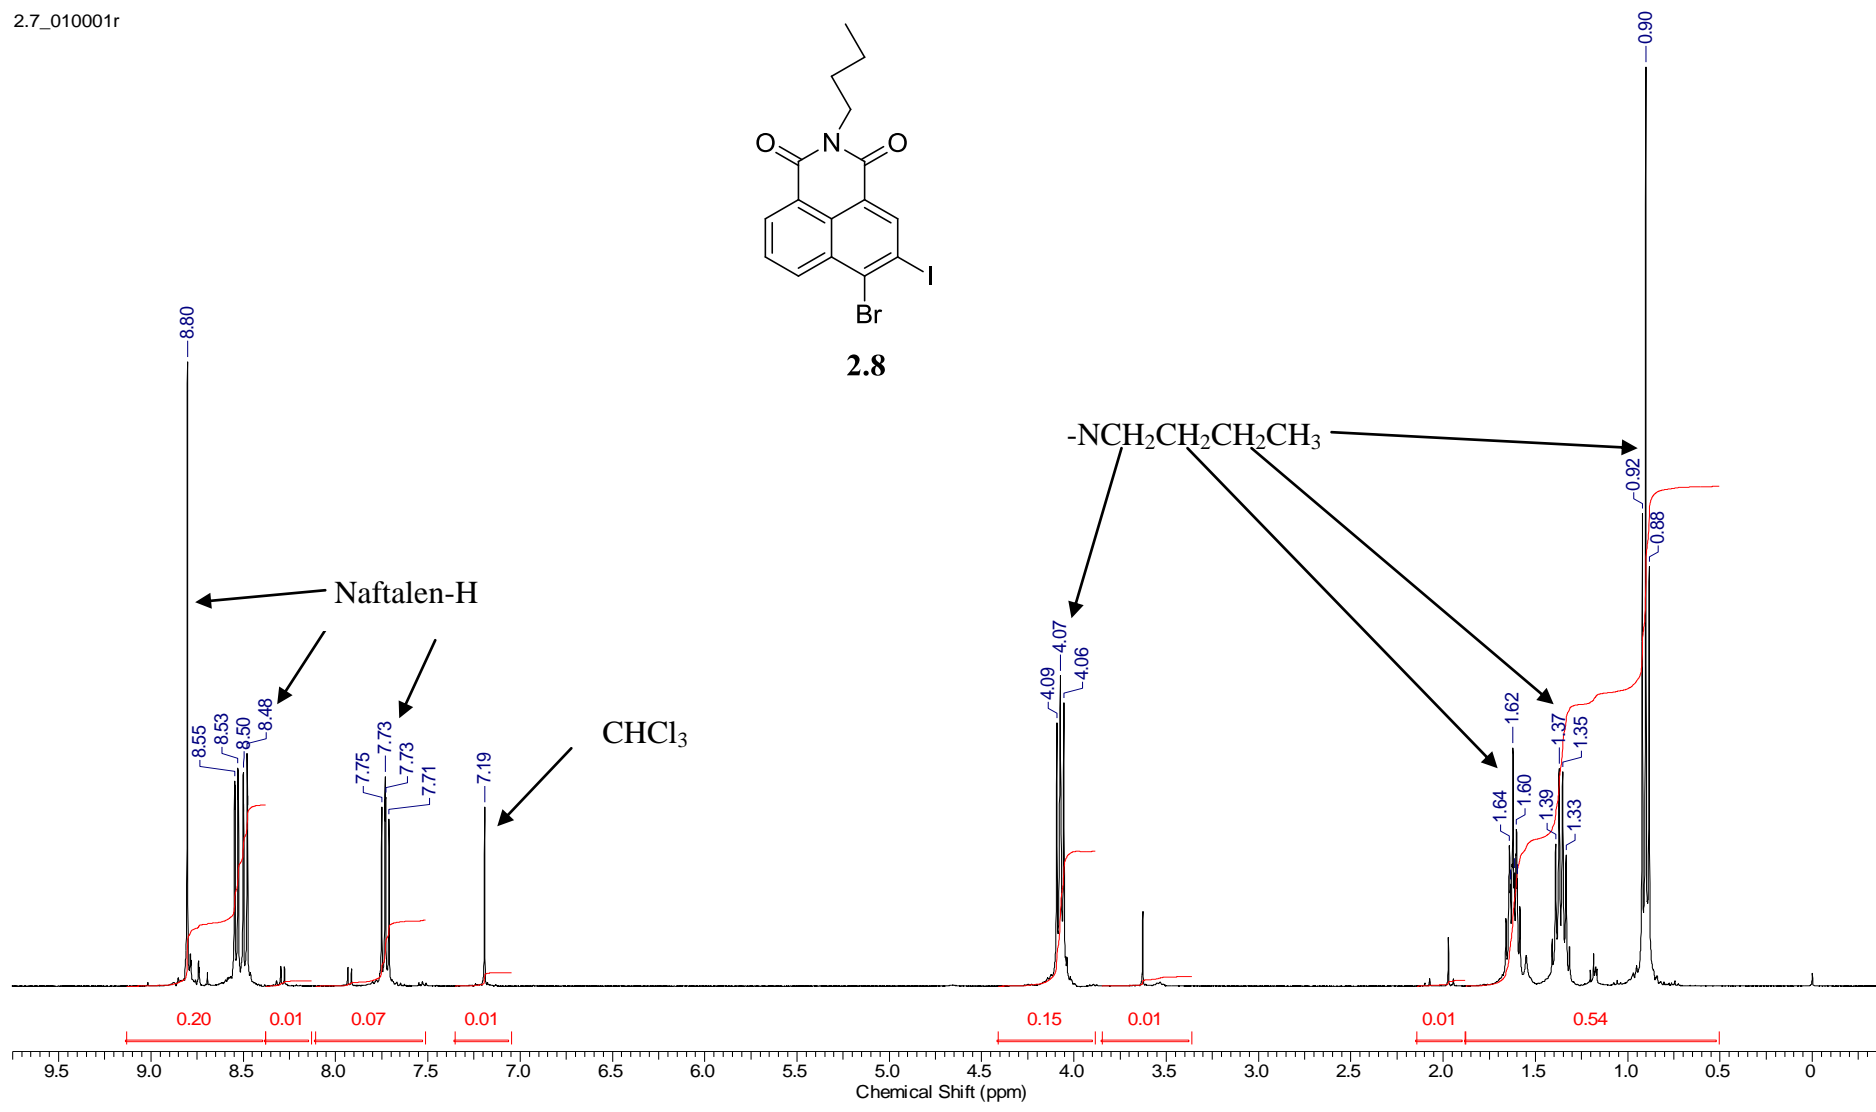 2.7_010001r
O
N
O
I
Br
2.8
8.80
8.55
8.53
8.50
8.48
7.75
7.73
7.73
7.71
7.19
4.09
4.07
4.06
1.64
1.62
1.60
1.39
1.37
1.35
1.33
0.92
0.90
0.88
-NCH₂CH₂CH₂CH₃
Naftalen-H
CHCl₃
0.20 0.01 0.07 0.01 0.15 0.01 0.01 0.54
9.5 9.0 8.5 8.0 7.5 7.0 6.5 6.0 5.5 5.0 4.5 4.0 3.5 3.0 2.5 2.0 1.5 1.0 0.5 0
Chemical Shift (ppm)